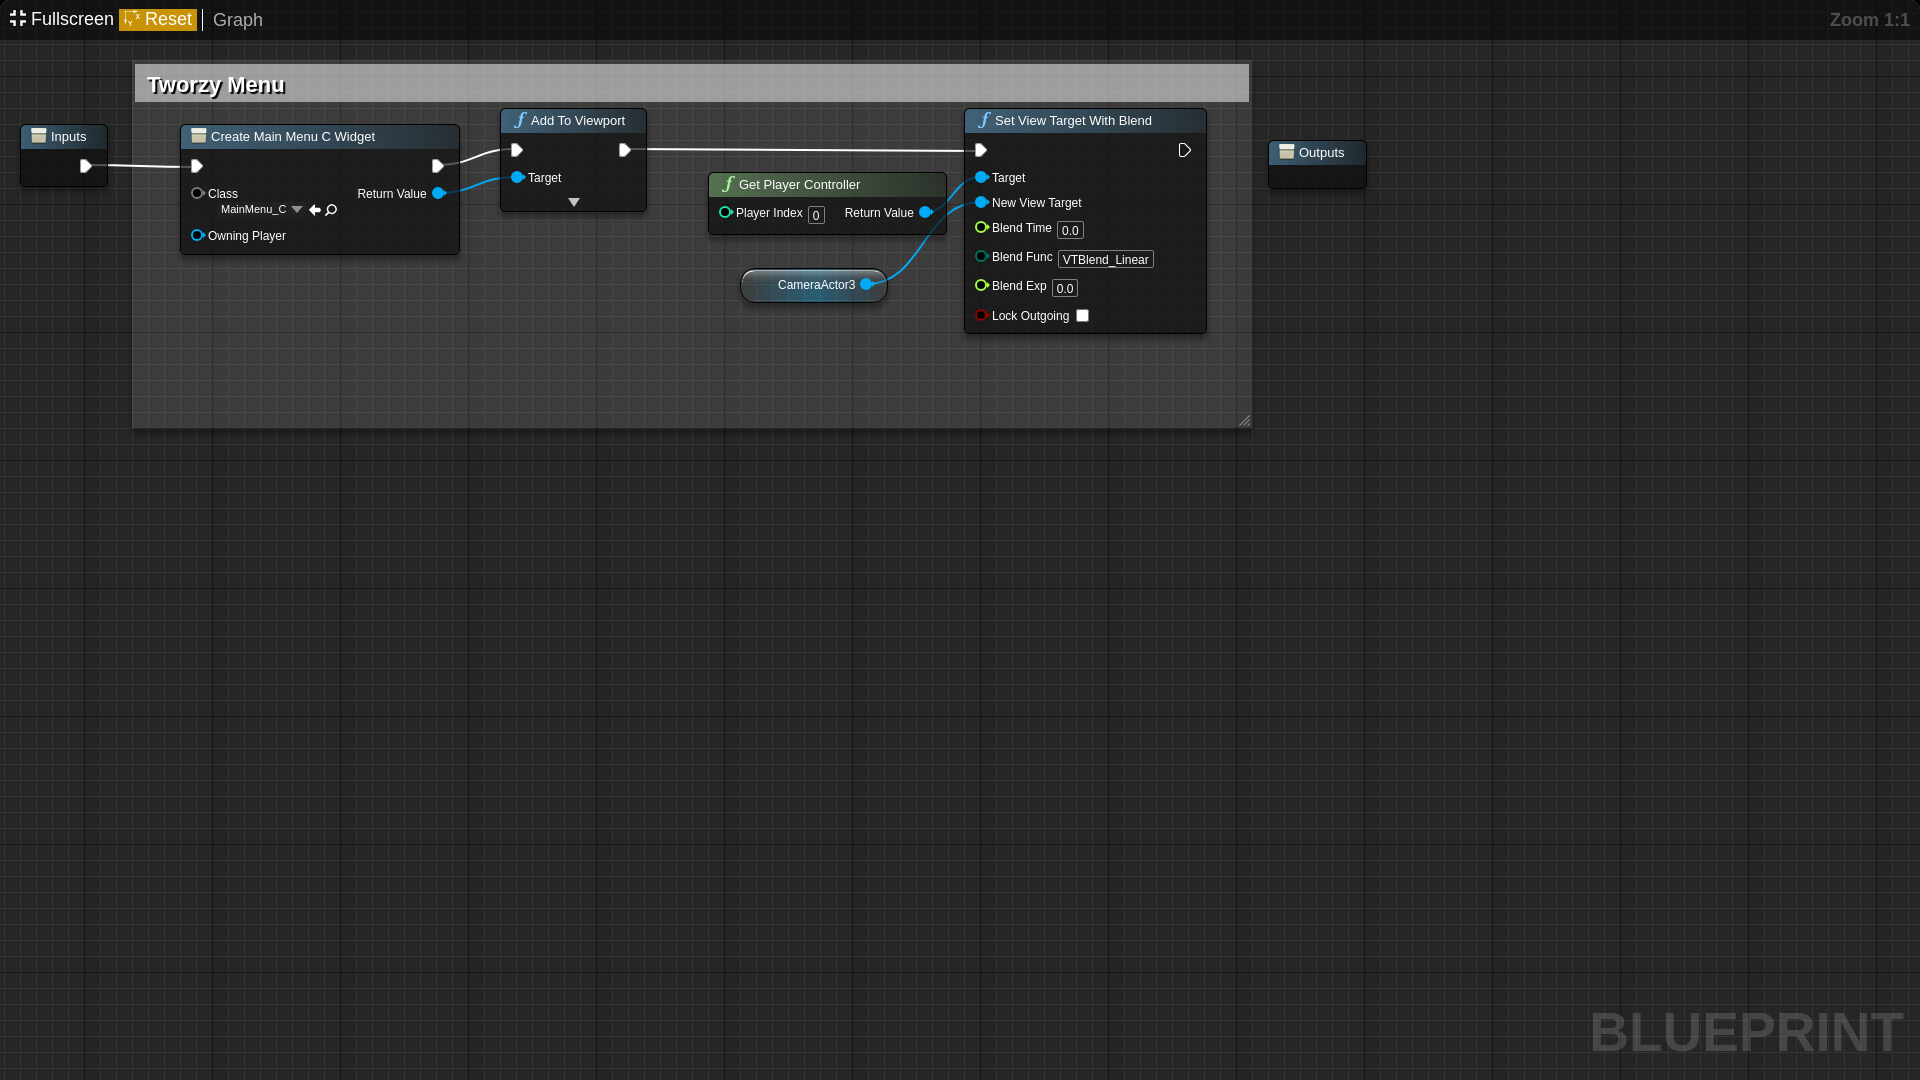 Fullscreen Reset Graph Zoom 1:1
Tworzy Menu
Inputs
Create Main Menu C Widget
Class
MainMenu_C
Return Value
Owning Player
Add To Viewport
Target
Get Player Controller
Player Index 0 Return Value
CameraActor3
Set View Target With Blend
Target
New View Target
Blend Time 0.0
Blend Func VTBlend_Linear
Blend Exp 0.0
Lock Outgoing
Outputs
BLUEPRINT